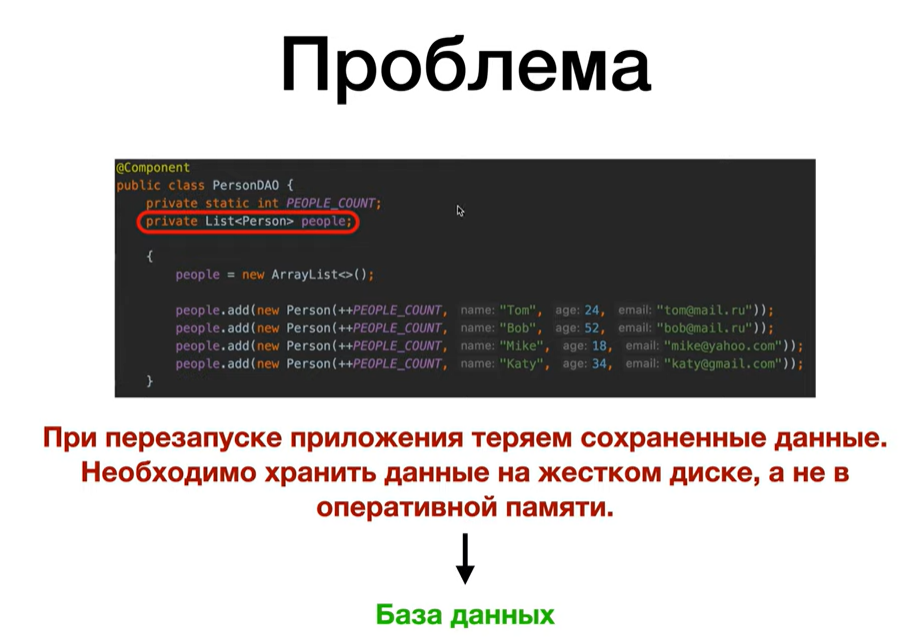 Проблема
@Component
public class PersonDAO {
private static int PEOPLE_COUNT;
private List<Person> people;
{
people = new ArrayList<>();
people.add(new Person(++PEOPLE_COUNT, name: "Tom", age: 24, email: "tom@mail.ru"));
people.add(new Person(++PEOPLE_COUNT, name: "Bob", age: 52, email: "bob@mail.ru"));
people.add(new Person(++PEOPLE_COUNT, name: "Mike", age: 18, email: "mike@yahoo.com"));
people.add(new Person(++PEOPLE_COUNT, name: "Katy", age: 34, email: "katy@gmail.com"));
}
При перезапуске приложения теряем сохраненные данные.
Необходимо хранить данные на жестком диске, а не в
оперативной памяти.
База данных